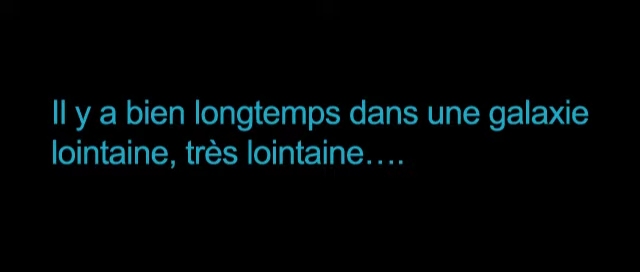 Il y a bien longtemps dans une galaxie
lointaine, très lointaine….